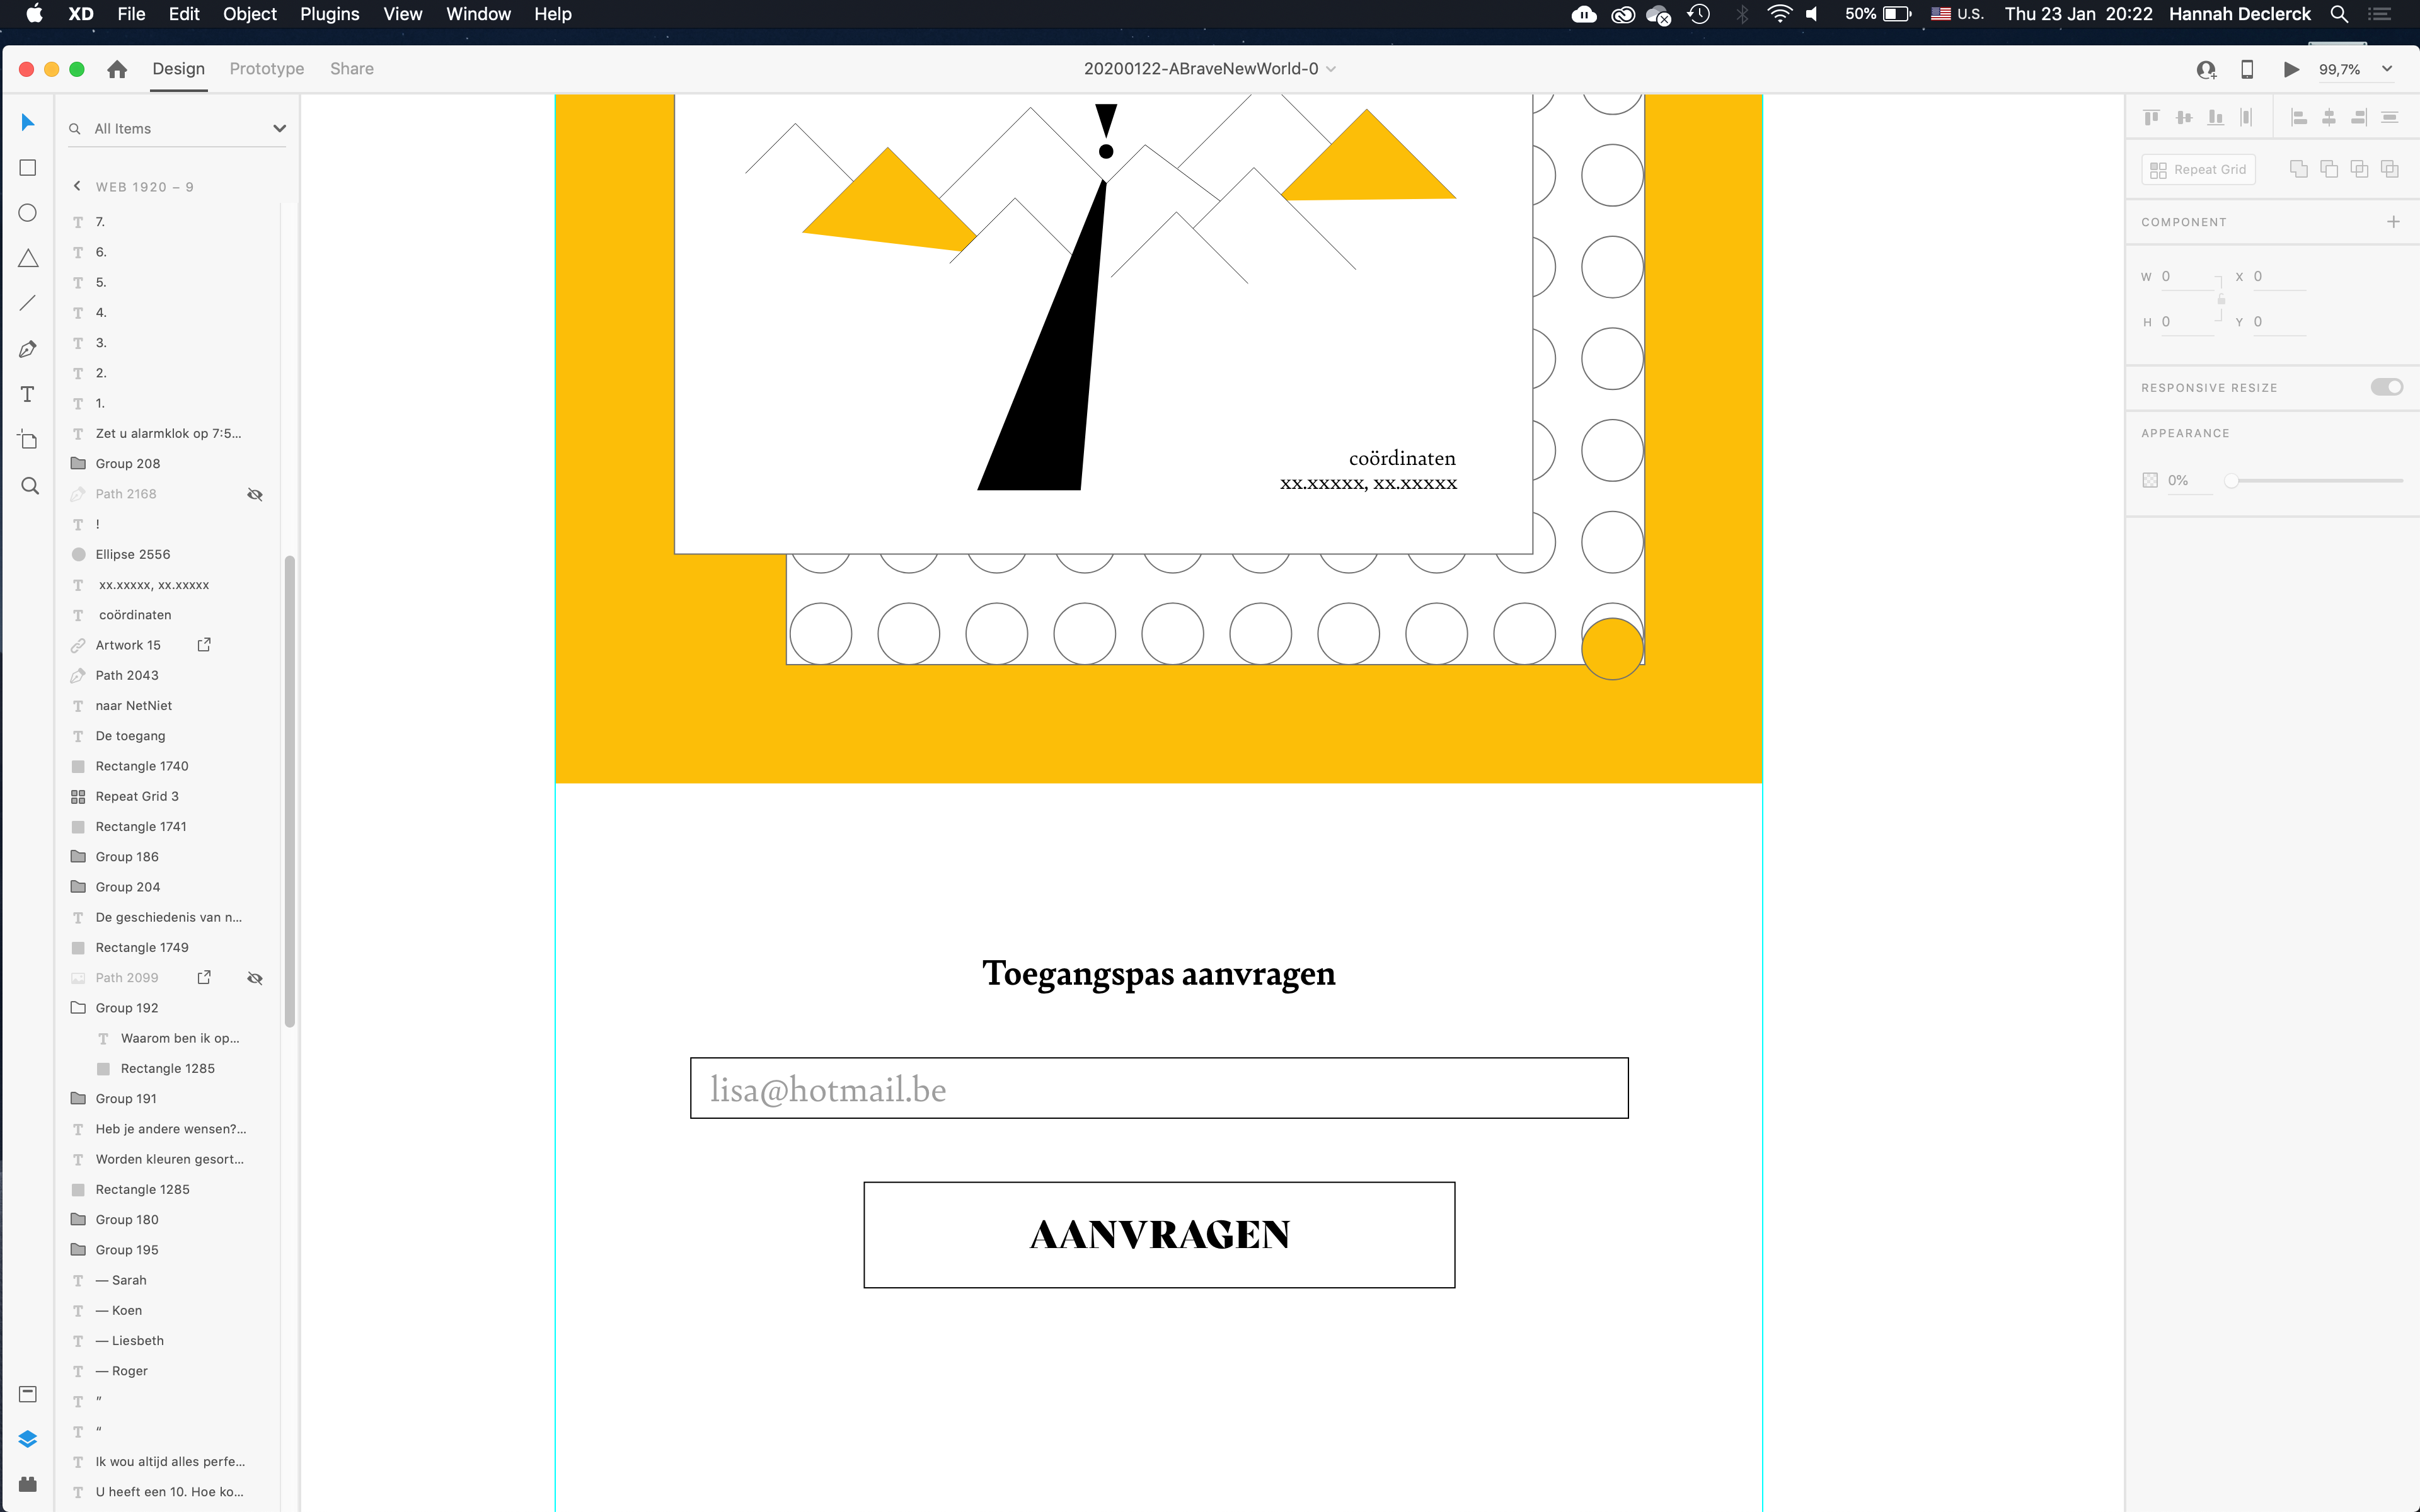 XD File Edit Object Plugins View Window Help
50% U.S. Thu 23 Jan 20:22 Hannah Declerck
Design Prototype Share
20200122-ABraveNewWorld-0
99,7%
All Items
WEB 1920 – 9
7.
6.
5.
4.
3.
2.
1.
Zet u alarmklok op 7:5...
Group 208
Path 2168
!
Ellipse 2556
xx.xxxxx, xx.xxxxx
coördinaten
Artwork 15
Path 2043
naar NetNiet
De toegang
Rectangle 1740
Repeat Grid 3
Rectangle 1741
Group 186
Group 204
De geschiedenis van n...
Rectangle 1749
Path 2099
Group 192
Waarom ben ik op...
Rectangle 1285
Group 191
Heb je andere wensen?...
Worden kleuren gesort...
Rectangle 1285
Group 180
Group 195
— Sarah
— Koen
— Liesbeth
— Roger
”
“
Ik wou altijd alles perfe...
U heeft een 10. Hoe ko...
!
coördinaten
xx.xxxxx, xx.xxxxx
Toegangspas aanvragen
lisa@hotmail.be
AANVRAGEN
Repeat Grid
COMPONENT
W 0 X 0
H 0 Y 0
RESPONSIVE RESIZE
APPEARANCE
0%